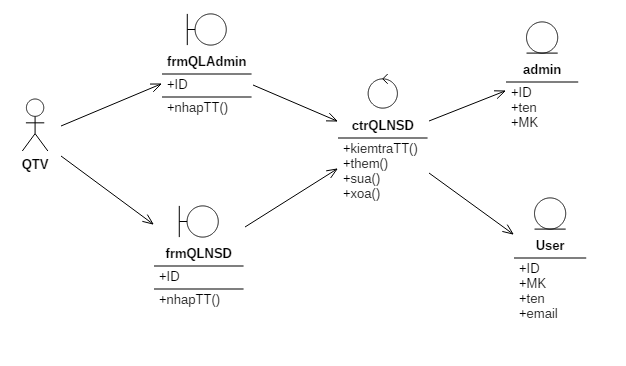 QTV
frmQLAdmin
+ID
+nhapTT()
frmQLNSD
+ID
+nhapTT()
ctrQLNSD
+kiemtraTT()
+them()
+sua()
+xoa()
admin
+ID
+ten
+MK
User
+ID
+MK
+ten
+email